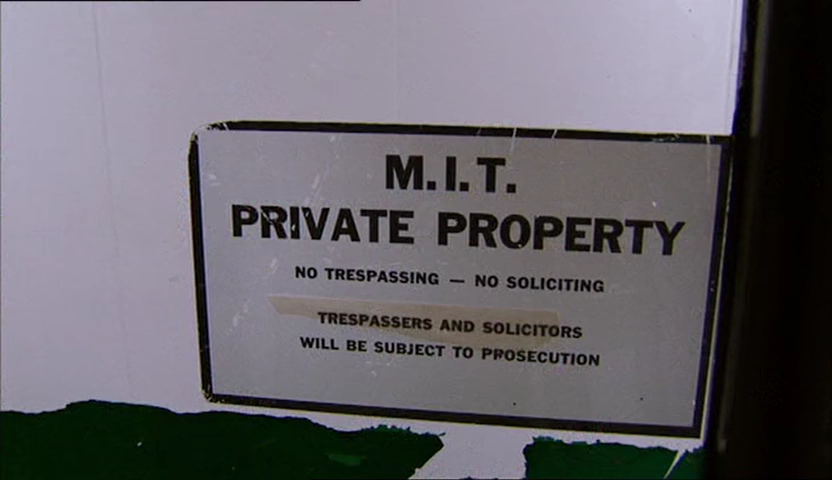 M.I.T.
PRIVATE PROPERTY
NO TRESPASSING — NO SOLICITING
TRESPASSERS AND SOLICITORS
WILL BE SUBJECT TO PROSECUTION